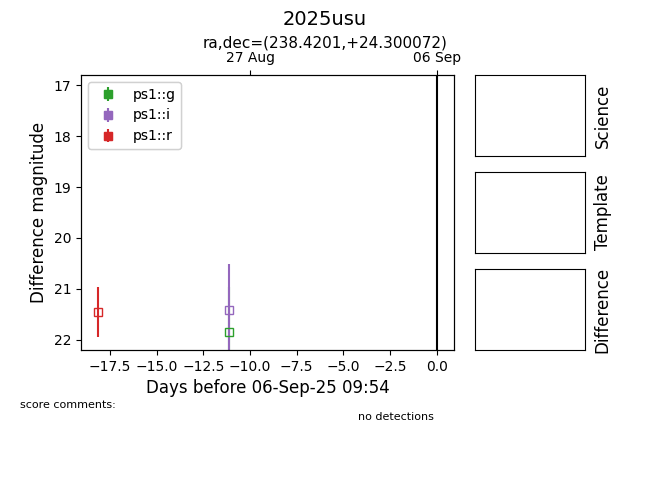 2025usu
ra,dec=(238.4201,+24.300072)
27 Aug
06 Sep
17
18
19
20
21
22
Difference magnitude
ps1::g
ps1::i
ps1::r
−17.5
−15.0
−12.5
−10.0
−7.5
−5.0
−2.5
0.0
Days before 06-Sep-25 09:54
Science
Template
Difference
score comments:
no detections